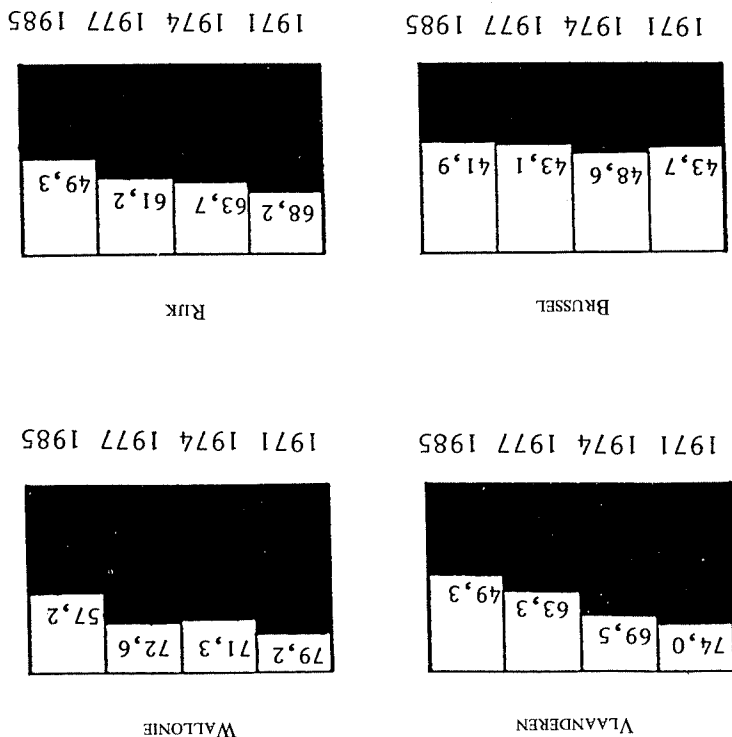 VLAANDEREN
74,0 69,5 63,3 49,3
1971 1974 1977 1985
WALLONIE
79,2 71,3 72,6 57,2
1971 1974 1977 1985
BRUSSEL
43,7 48,6 43,1 41,9
1971 1974 1977 1985
RIJK
68,2 63,7 61,2 49,3
1971 1974 1977 1985